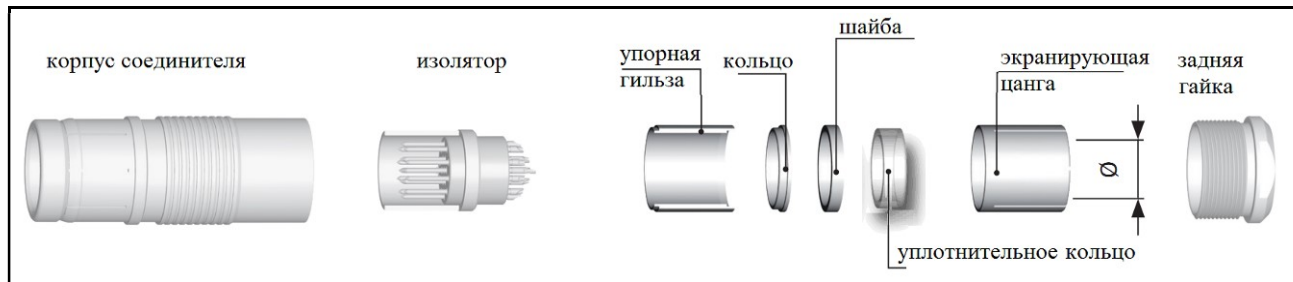 корпус соединителя
изолятор
упорная
гильза
кольцо
шайба
экранирующая
цанга
задняя
гайка
Ø
уплотнительное кольцо